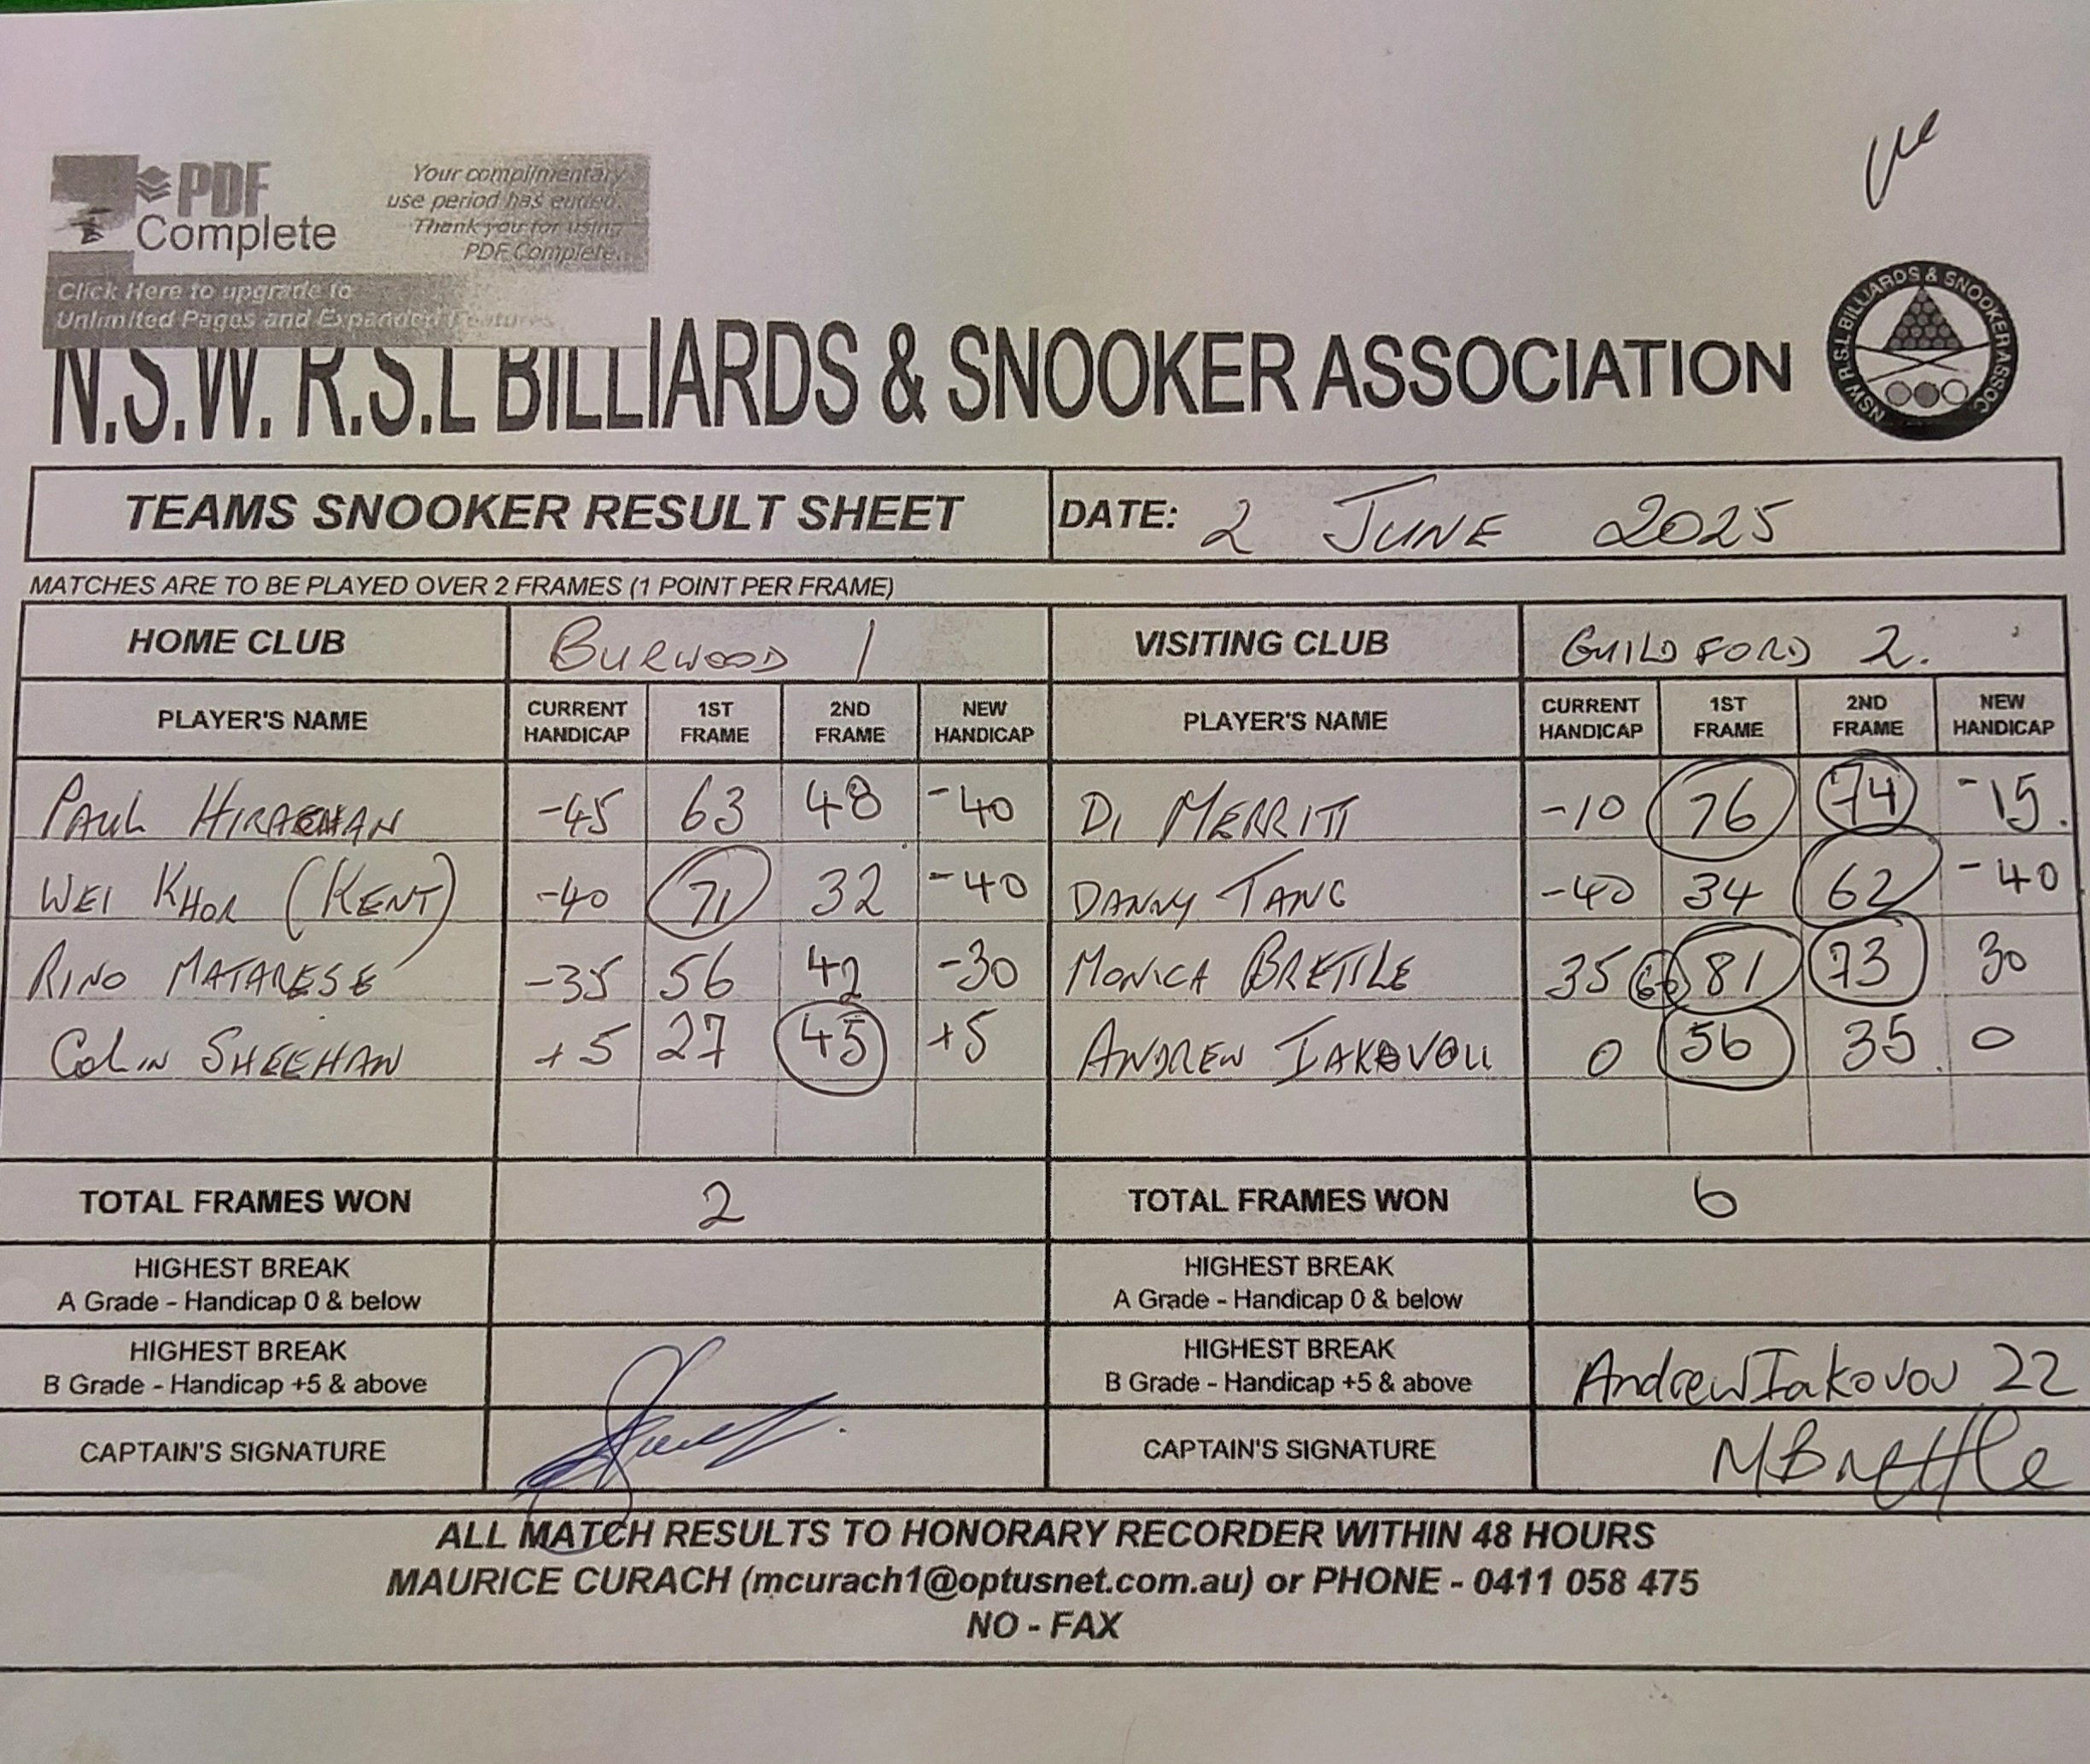 PDF
Complete
Your complimentary
use period has ended.
Thank you for using
PDF Complete.
Click Here to upgrade to
Unlimited Pages and Expanded Features
N.S.W. R.S.L BILLIARDS & SNOOKER ASSOCIATION
NSW R.S.L BILLIARDS & SNOOKER ASSOC.
TEAMS SNOOKER RESULT SHEET DATE: 2 JUNE 2025
MATCHES ARE TO BE PLAYED OVER 2 FRAMES (1 POINT PER FRAME)
HOME CLUB BURWOOD 1 VISITING CLUB GUILDFORD 2.
PLAYER'S NAME CURRENT HANDICAP 1ST FRAME 2ND FRAME NEW HANDICAP PLAYER'S NAME CURRENT HANDICAP 1ST FRAME 2ND FRAME NEW HANDICAP
PAUL -45 63 48 -40 DI MERRITT -10 76 74 -15.
WEI KHOR (KENT) -40 71 32 -40 DANNY TANG -40 34 62 -40
RINO MATARESE -35 56 42 -30 MONICA BRETTLE 35 60 81 73 30
COLIN SHEEHAN +5 27 45 +5 ANDREW IAKOVOU 0 56 35 0
TOTAL FRAMES WON 2 TOTAL FRAMES WON 6
HIGHEST BREAK HIGHEST BREAK
A Grade - Handicap 0 & below A Grade - Handicap 0 & below
HIGHEST BREAK HIGHEST BREAK
B Grade - Handicap +5 & above B Grade - Handicap +5 & above Andrew Iakovou 22
CAPTAIN'S SIGNATURE CAPTAIN'S SIGNATURE MBrettle
ALL MATCH RESULTS TO HONORARY RECORDER WITHIN 48 HOURS
MAURICE CURACH (mcurach1@optusnet.com.au) or PHONE - 0411 058 475
NO - FAX